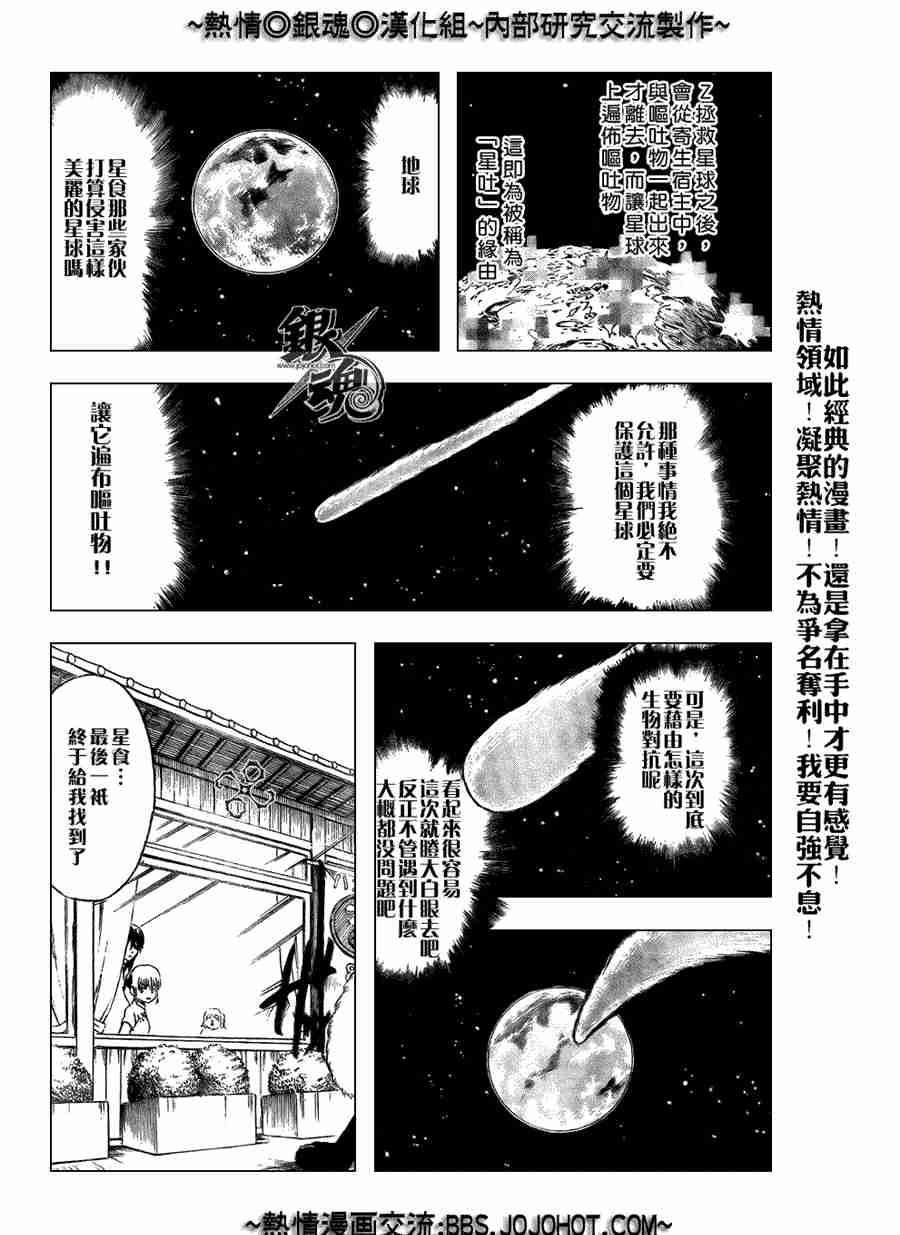 ~熱情◎銀魂◎漢化組~內部研究交流製作~
Z拯救星球之後，
會從寄生宿主中，
與嘔吐物一起出來
才離去，而讓星球
上遍佈嘔吐物
這即為被稱為
「星吐」的緣由
地球
星食那些家伙
打算侵害這樣
美麗的星球嗎
銀魂
www.jojohot.com
那種事情我絕不
允許，我們必定要
保護這個星球
讓它遍布嘔吐物!!
可是，這次到底
要藉由怎樣的
生物對抗呢
看起來很容易
這次就瞪大白眼去吧
反正不管遇到什麼
大概都没問題吧
星食…
最後一祇
終于給我找到了
如此經典的漫畫！還是拿在手中才更有感覺！
熱情領域！凝聚熱情！不為爭名奪利！我要自強不息！
~熱情漫画交流:BBS.JOJOHOT.COM~